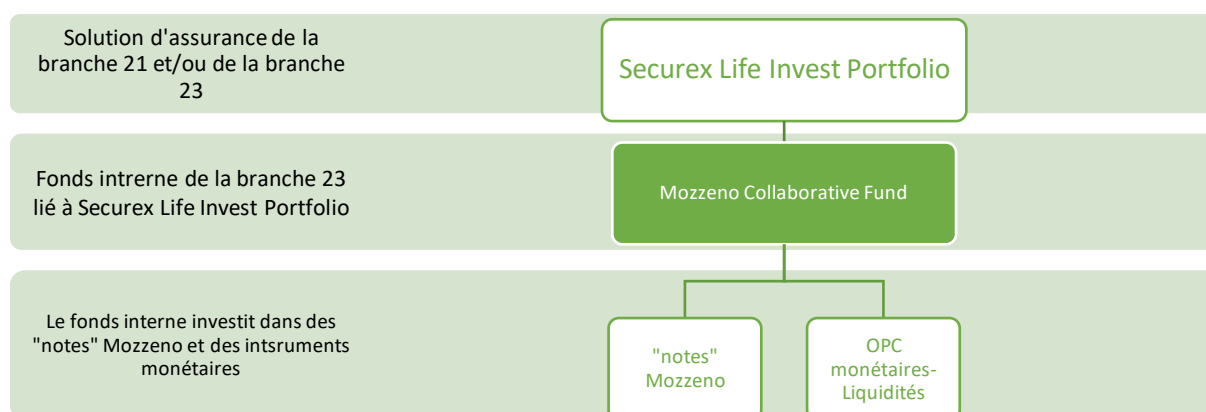 Solution d'assurance de la
branche 21 et/ou de la branche
23
Securex Life Invest Portfolio
Fonds intrerne de la branche 23
lié à Securex Life Invest Portfolio
Mozzeno Collaborative Fund
Le fonds interne investit dans des
"notes" Mozzeno et des intsruments
monétaires
"notes"
Mozzeno
OPC
monétaires-
Liquidités